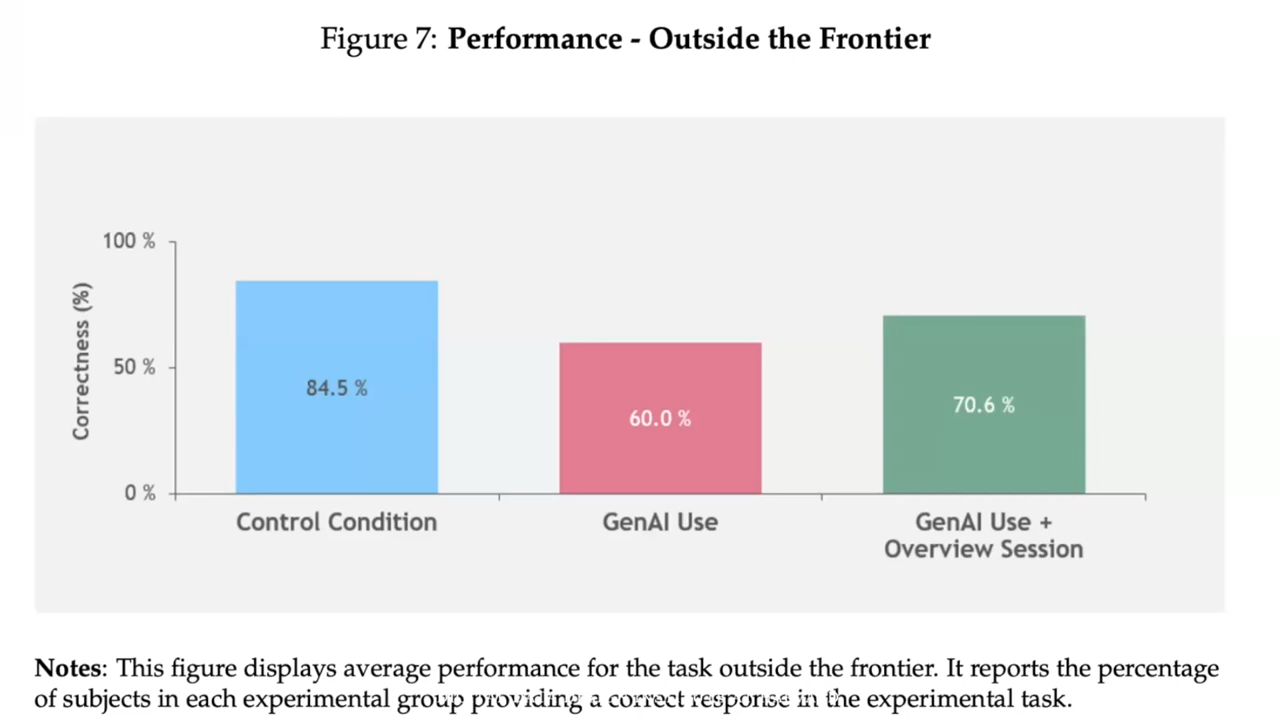 Figure 7: Performance - Outside the Frontier
100 %
50 %
0 %
Correctness (%)
84.5 %
60.0 %
70.6 %
Control Condition
GenAI Use
GenAI Use +
Overview Session
Notes: This figure displays average performance for the task outside the frontier. It reports the percentage
of subjects in each experimental group providing a correct response in the experimental task.